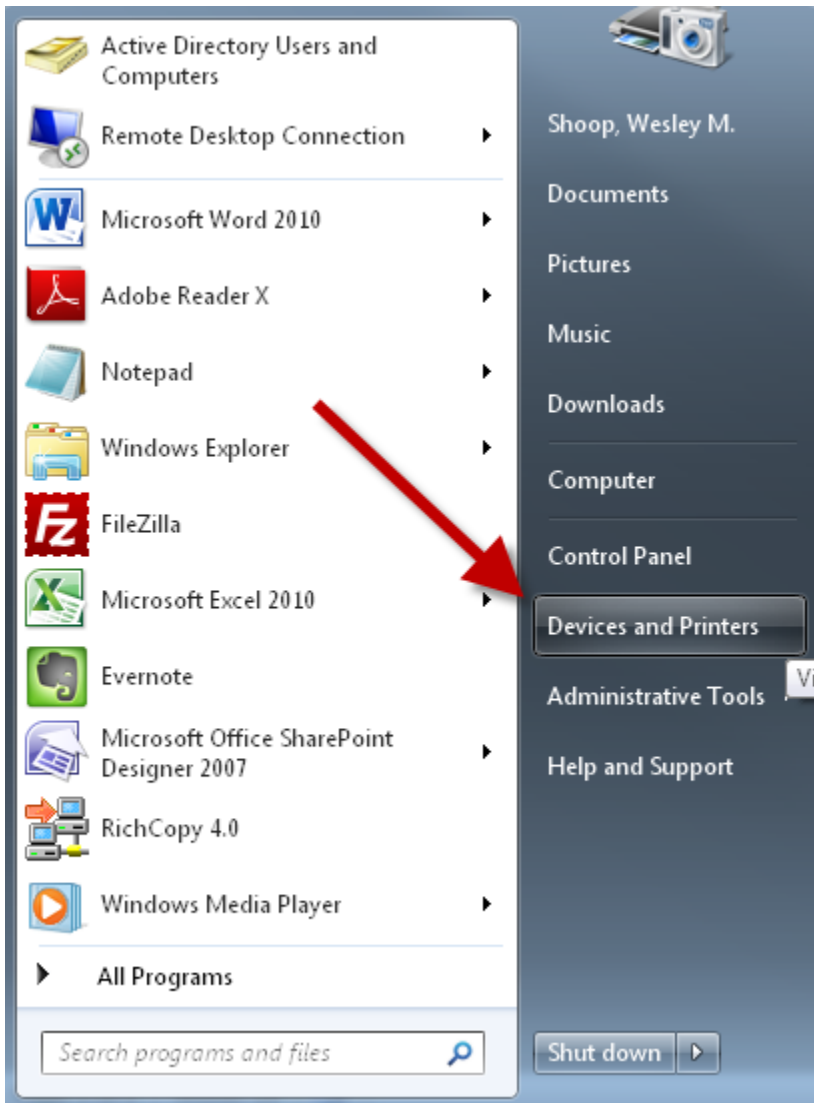 Active Directory Users and
Computers
Remote Desktop Connection
Microsoft Word 2010
Adobe Reader X
Notepad
Windows Explorer
FileZilla
Microsoft Excel 2010
Evernote
Microsoft Office SharePoint
Designer 2007
RichCopy 4.0
Windows Media Player
All Programs
Search programs and files
Shoop, Wesley M.
Documents
Pictures
Music
Downloads
Computer
Control Panel
Devices and Printers
Vi
Administrative Tools
Help and Support
Shut down